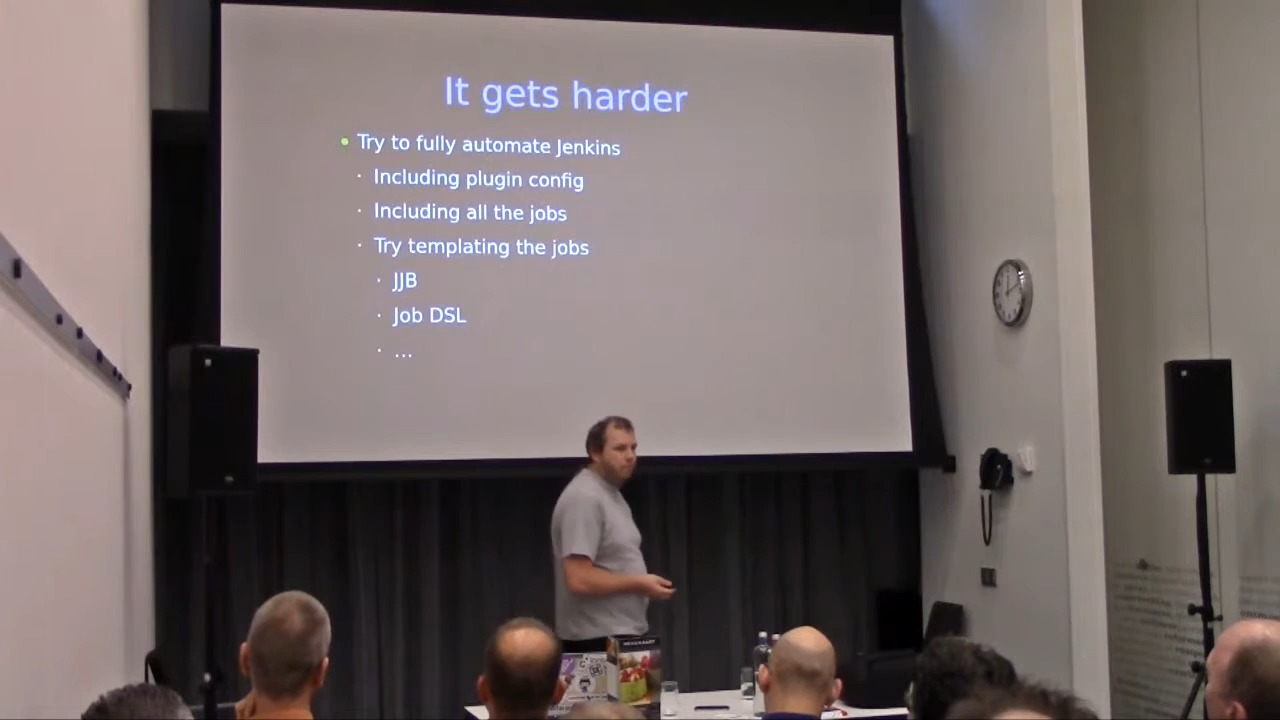 It gets harder
Try to fully automate Jenkins
Including plugin config
Including all the jobs
Try templating the jobs
JJB
Job DSL
...